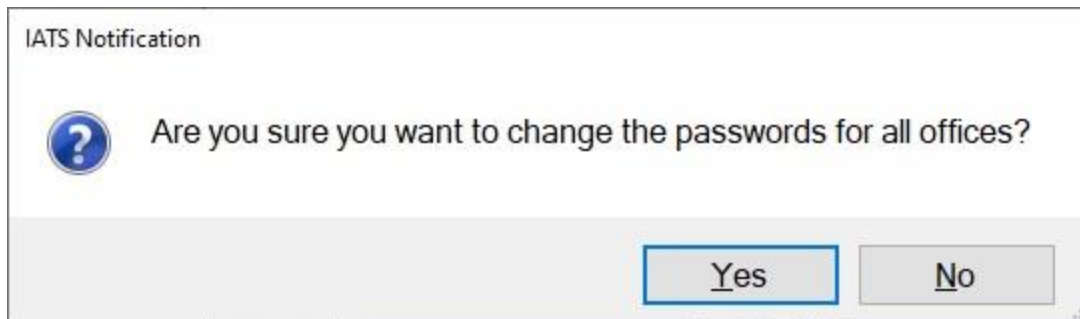 IATS Notification
Are you sure you want to change the passwords for all offices?
Yes
No